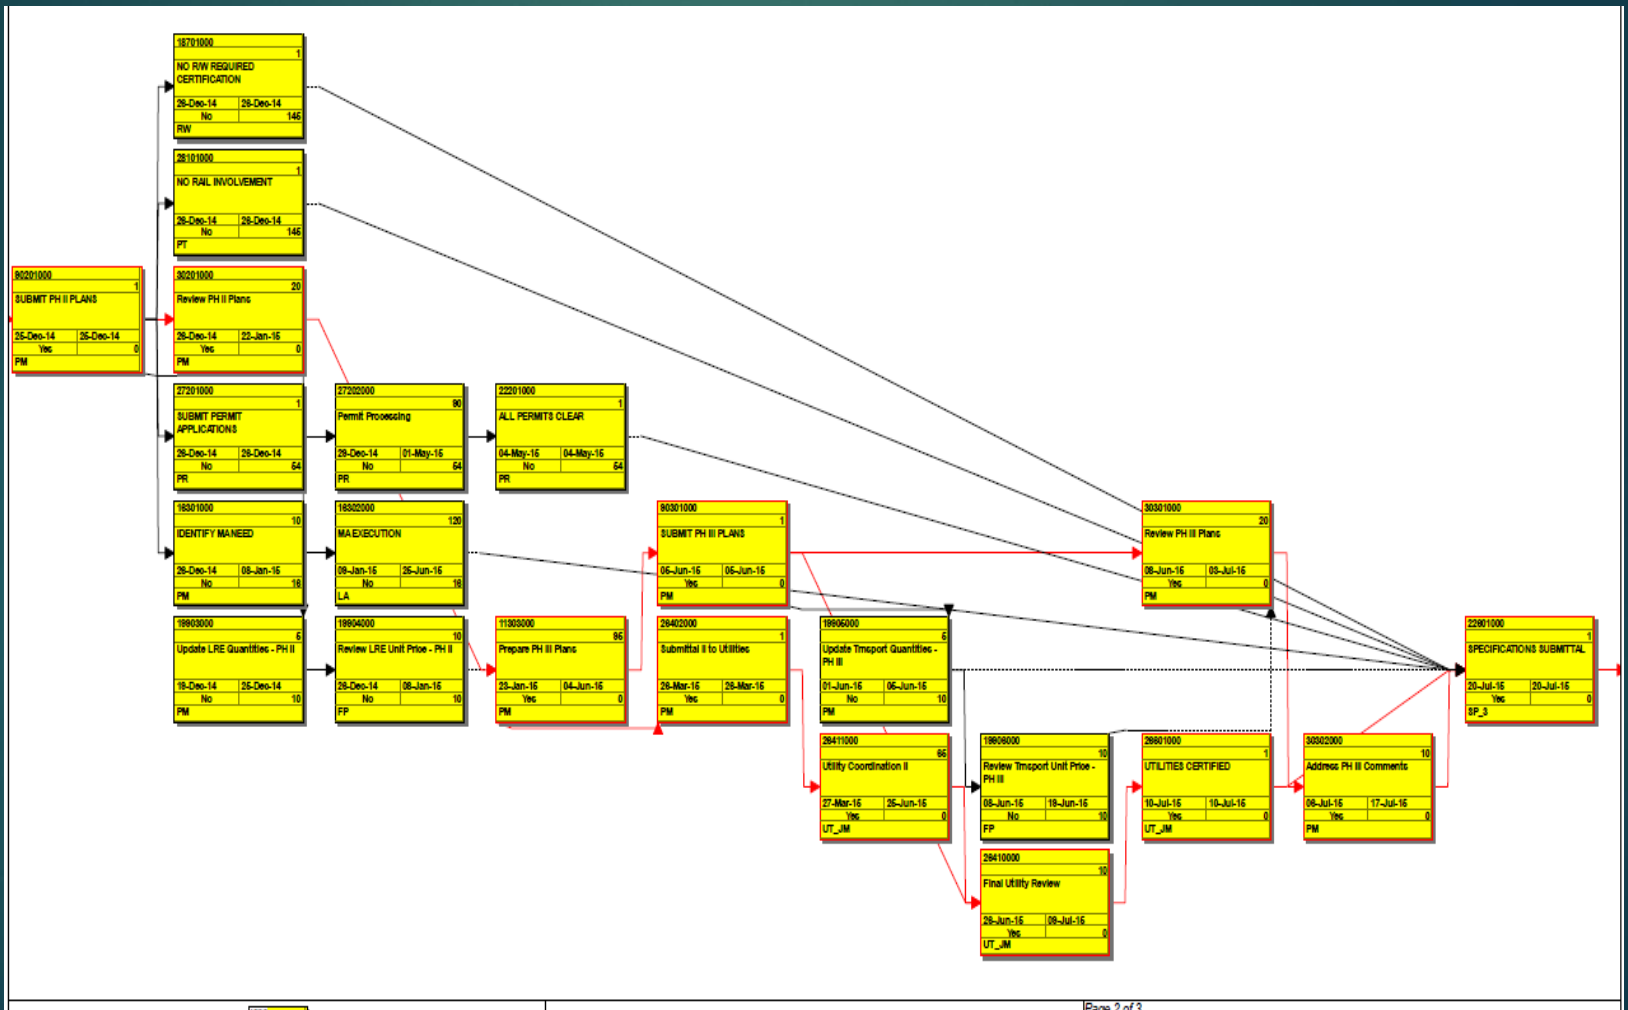 18701000
1
NO R/W REQUIRED
CERTIFICATION
26-Dec-14 26-Dec-14
No 145
RW
28101000
1
NO RAIL INVOLVEMENT
26-Dec-14 26-Dec-14
No 145
PT
90201000
1
SUBMIT PH II PLANS
25-Dec-14 25-Dec-14
Yes 0
PM
30201000
20
Review PH II Plans
26-Dec-14 22-Jan-15
Yes 0
PM
27201000
1
SUBMIT PERMIT
APPLICATIONS
26-Dec-14 26-Dec-14
No 54
PR
27202000
90
Permit Processing
29-Dec-14 01-May-15
No 54
PR
22201000
1
ALL PERMITS CLEAR
04-May-15 04-May-15
No 54
PR
16301000
10
IDENTIFY MA NEED
26-Dec-14 08-Jan-15
No 16
PM
16302000
120
MA EXECUTION
09-Jan-15 25-Jun-15
No 16
LA
90301000
1
SUBMIT PH III PLANS
05-Jun-15 05-Jun-15
Yes 0
PM
30301000
20
Review PH III Plans
08-Jun-15 03-Jul-15
Yes 0
PM
19903000
5
Update LRE Quantities - PH II
19-Dec-14 25-Dec-14
No 10
PM
19904000
10
Review LRE Unit Price - PH II
26-Dec-14 08-Jan-15
No 10
FP
11303000
95
Prepare PH III Plans
23-Jan-15 04-Jun-15
Yes 0
PM
26402000
1
Submittal II to Utilities
26-Mar-15 26-Mar-15
Yes 0
PM
19905000
5
Update Trnsport Quantities -
PH III
01-Jun-15 05-Jun-15
No 10
PM
22801000
1
SPECIFICATIONS SUBMITTAL
20-Jul-15 20-Jul-15
Yes 0
SP_3
26411000
65
Utility Coordination II
27-Mar-15 25-Jun-15
Yes 0
UT_JM
19906000
10
Review Trnsport Unit Price -
PH III
08-Jun-15 19-Jun-15
No 10
FP
26601000
1
UTILITIES CERTIFIED
10-Jul-15 10-Jul-15
Yes 0
UT_JM
30302000
10
Address PH III Comments
06-Jul-15 17-Jul-15
Yes 0
PM
26410000
10
Final Utility Review
26-Jun-15 09-Jul-15
Yes 0
UT_JM
Page 2 of 3